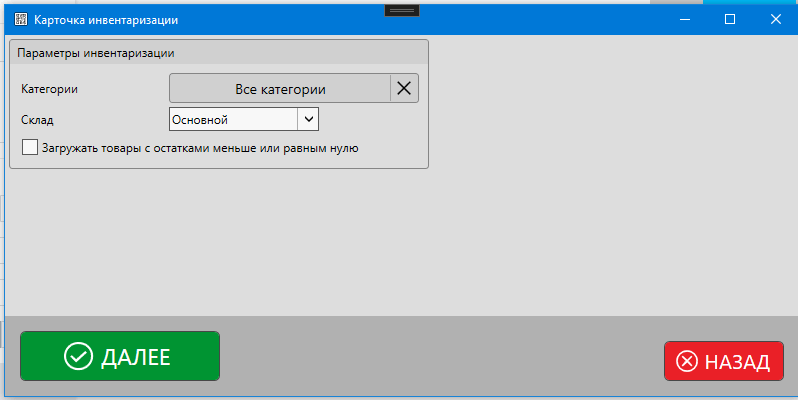 Карточка инвентаризации
Параметры инвентаризации
Категории
Все категории
Склад
Основной
Загружать товары с остатками меньше или равным нулю
ДАЛЕЕ
НАЗАД